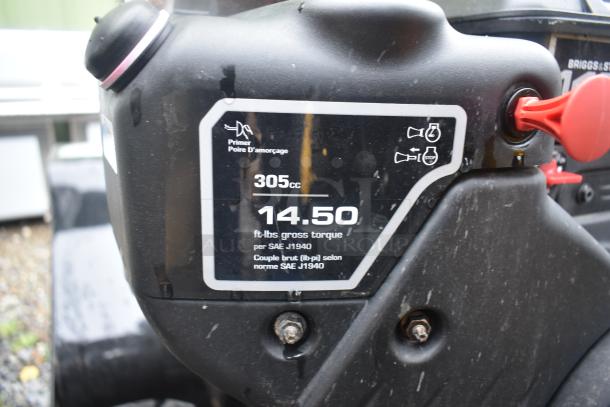 BRIGGS & ST
Primer
Poire D'amorçage
305cc
14.50
ft-lbs gross torque
per SAE J1940
Couple brut (lb-pi) selon
norme SAE J1940